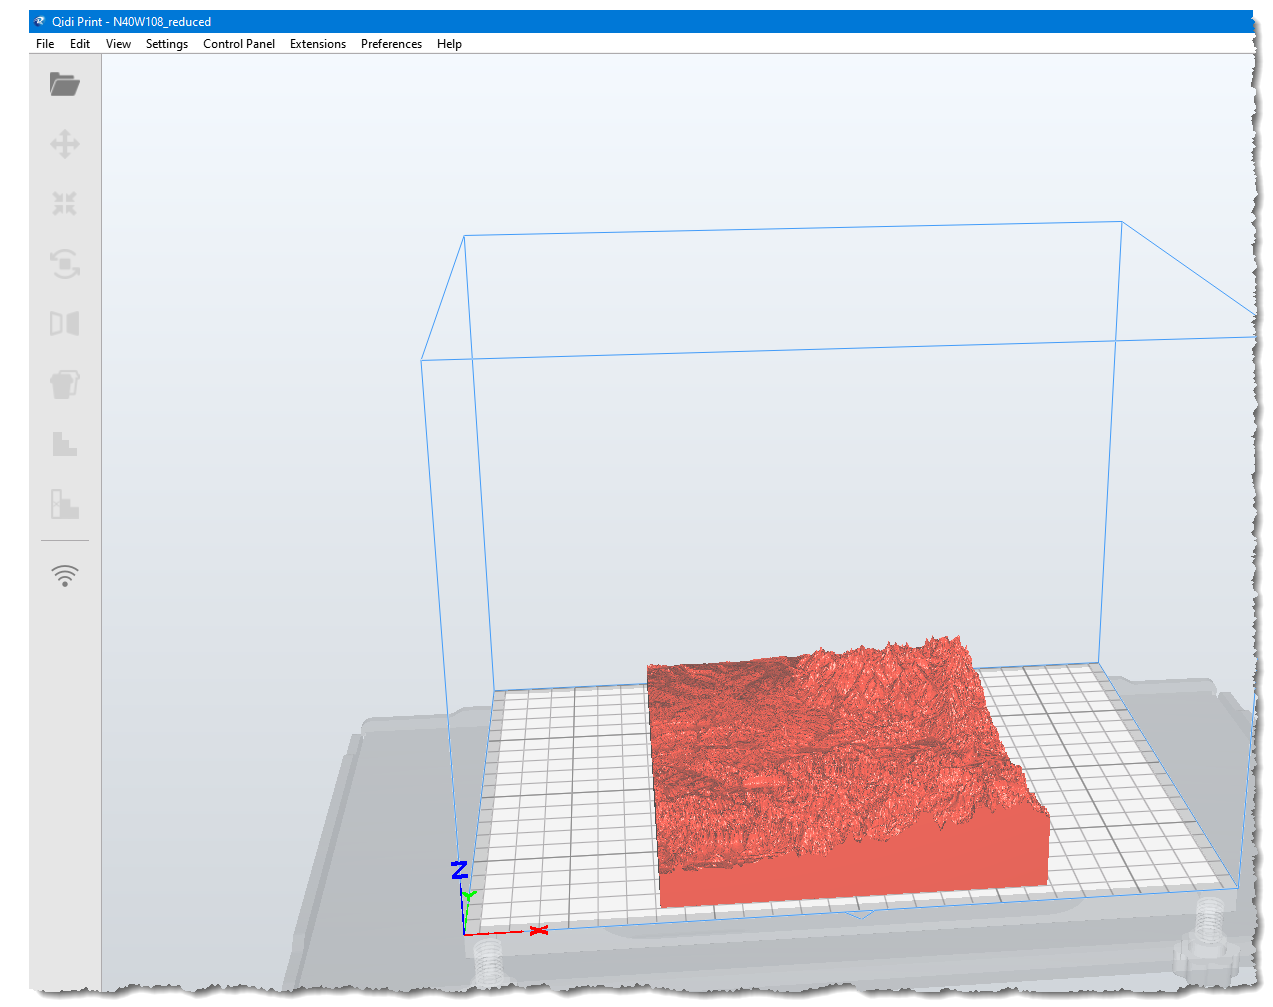 Qidi Print - N40W108_reduced
File Edit View Settings Control Panel Extensions Preferences Help
Z
Y
X